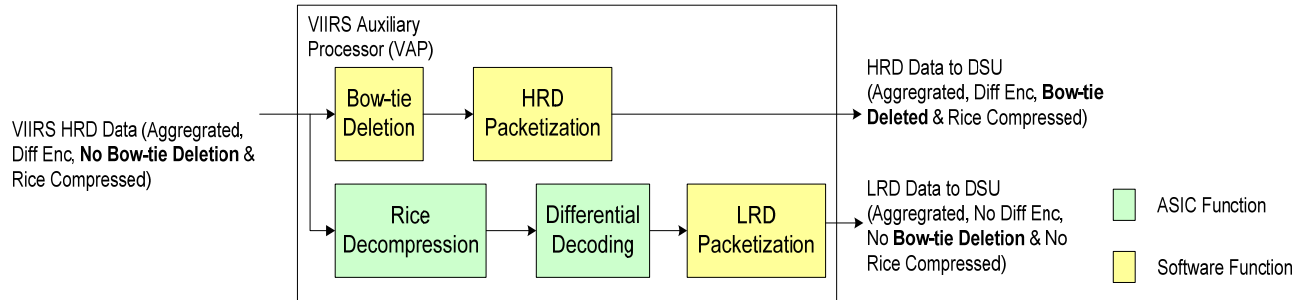 VIIRS Auxiliary
Processor (VAP)
VIIRS HRD Data (Aggregrated,
Diff Enc, No Bow-tie Deletion &
Rice Compressed)
Bow-tie
Deletion
HRD
Packetization
HRD Data to DSU
(Aggregrated, Diff Enc, Bow-tie
Deleted & Rice Compressed)
Rice
Decompression
Differential
Decoding
LRD
Packetization
LRD Data to DSU
(Aggregrated, No Diff Enc,
No Bow-tie Deletion & No
Rice Compressed)
ASIC Function
Software Function